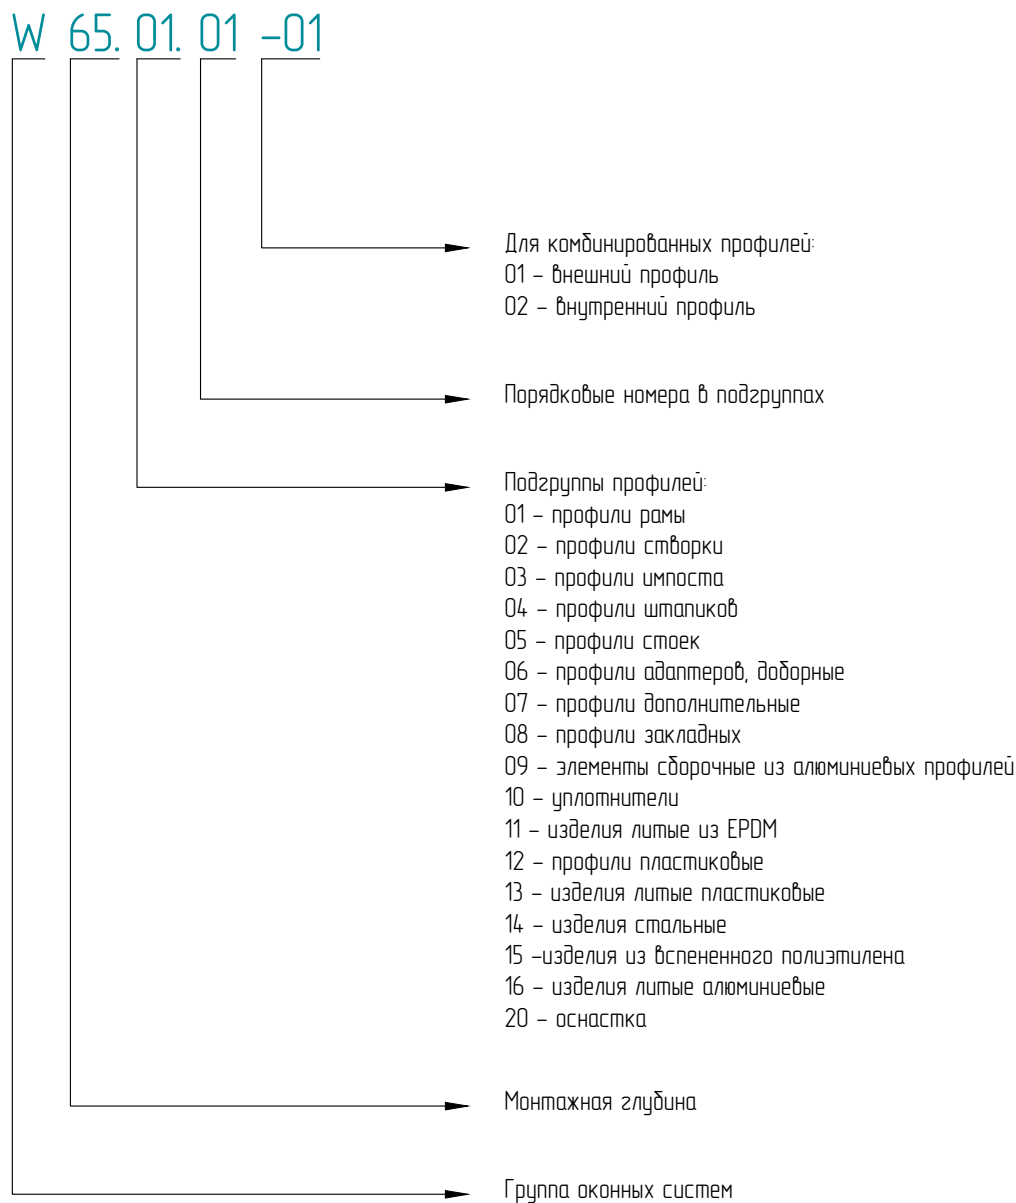 W 65. 01. 01 -01
Для комбинированных профилей:
01 – внешний профиль
02 – внутренний профиль
Порядковые номера в подгруппах
Подгруппы профилей:
01 – профили рамы
02 – профили створки
03 – профили импоста
04 – профили штапиков
05 – профили стоек
06 – профили адаптеров, доборные
07 – профили дополнительные
08 – профили закладных
09 – элементы сборочные из алюминиевых профилей
10 – уплотнители
11 – изделия литые из EPDM
12 – профили пластиковые
13 – изделия литые пластиковые
14 – изделия стальные
15 –изделия из вспененного полиэтилена
16 – изделия литые алюминиевые
20 – оснастка
Монтажная глубина
Группа оконных систем